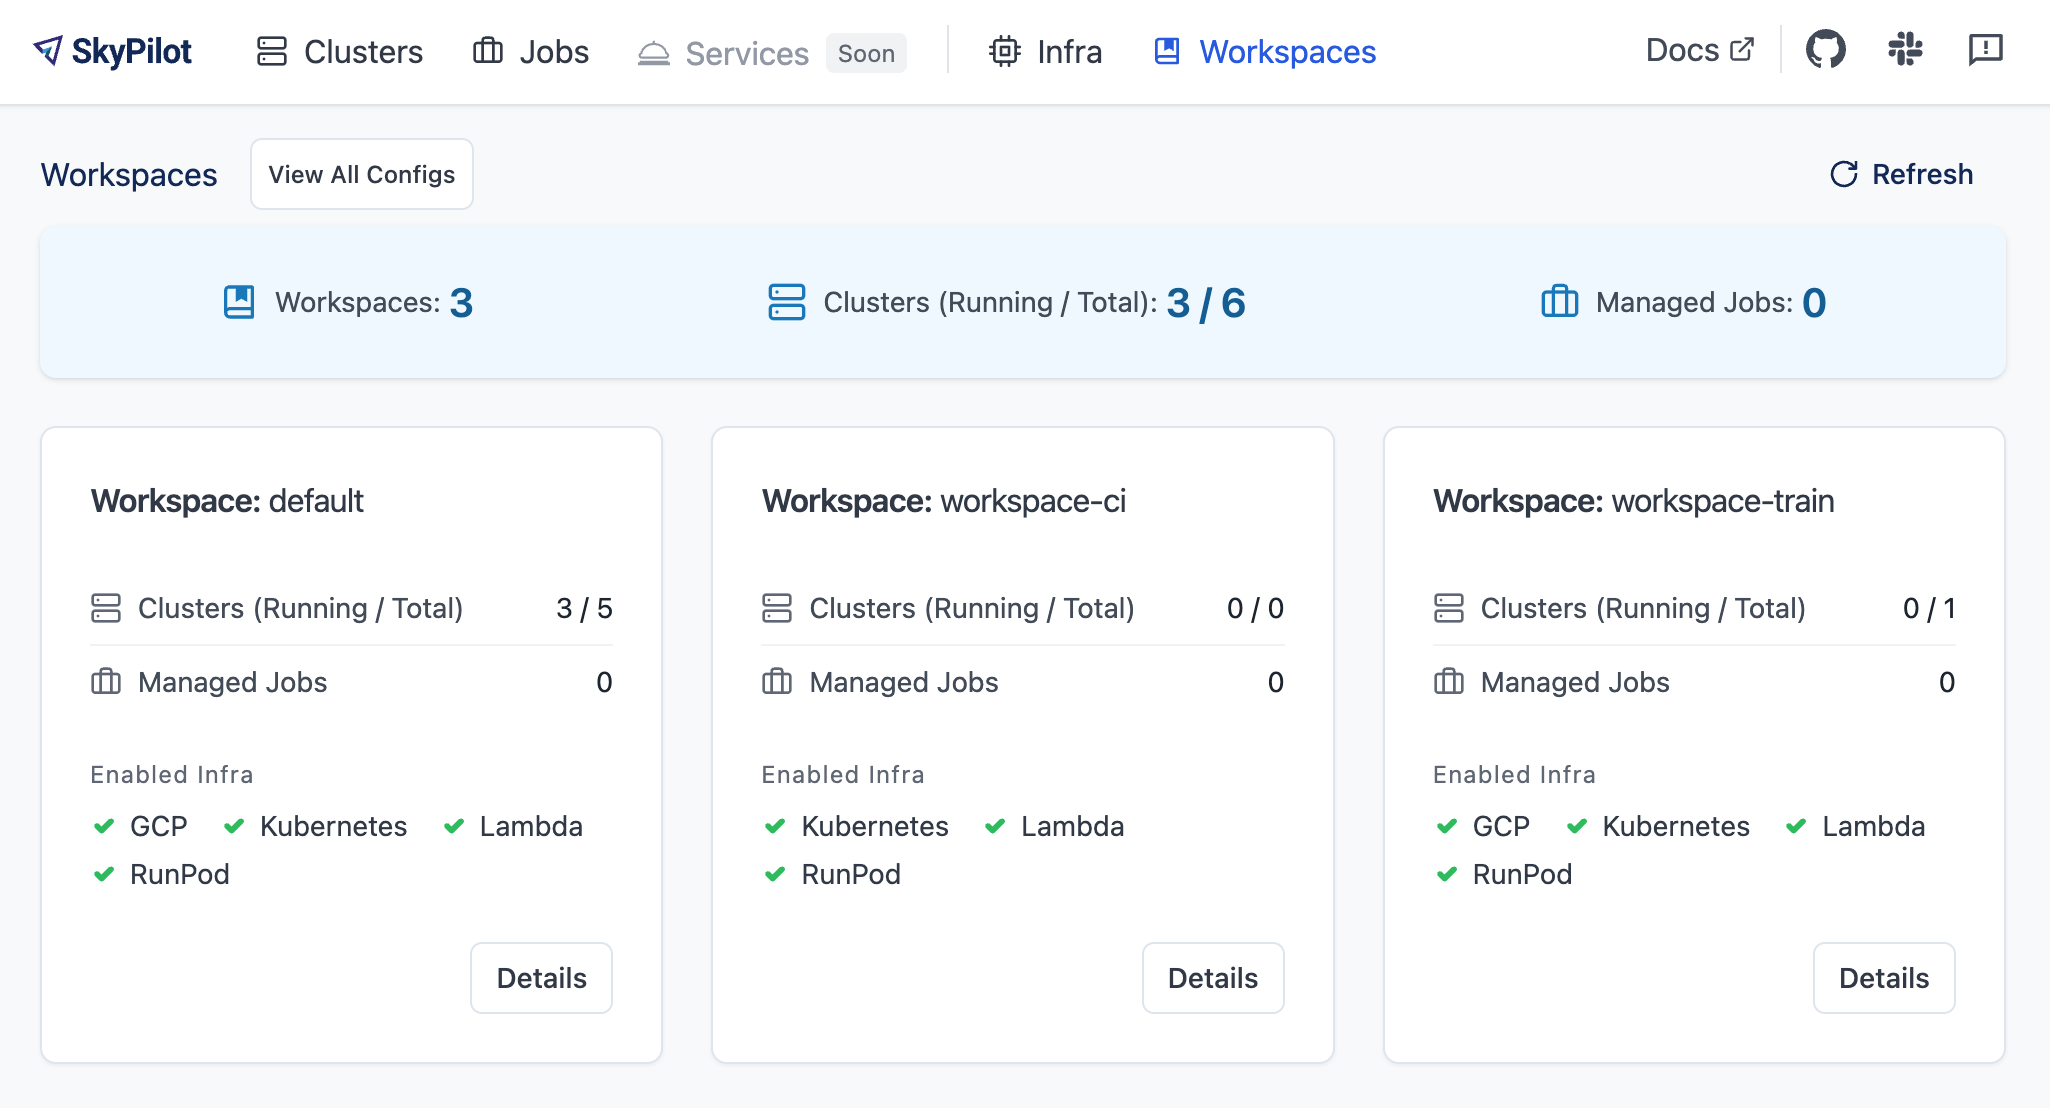 SkyPilot Clusters Jobs Services Soon Infra Workspaces Docs
Workspaces View All Configs Refresh
Workspaces: 3 Clusters (Running / Total): 3 / 6 Managed Jobs: 0
Workspace: default
Clusters (Running / Total) 3 / 5
Managed Jobs 0
Enabled Infra
GCP Kubernetes Lambda
RunPod
Details
Workspace: workspace-ci
Clusters (Running / Total) 0 / 0
Managed Jobs 0
Enabled Infra
Kubernetes Lambda
RunPod
Details
Workspace: workspace-train
Clusters (Running / Total) 0 / 1
Managed Jobs 0
Enabled Infra
GCP Kubernetes Lambda
RunPod
Details